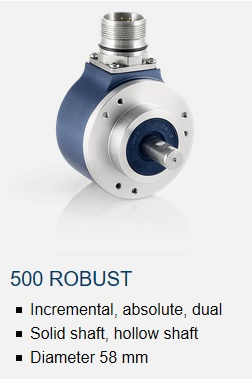 500 ROBUST
Incremental, absolute, dual
Solid shaft, hollow shaft
Diameter 58 mm